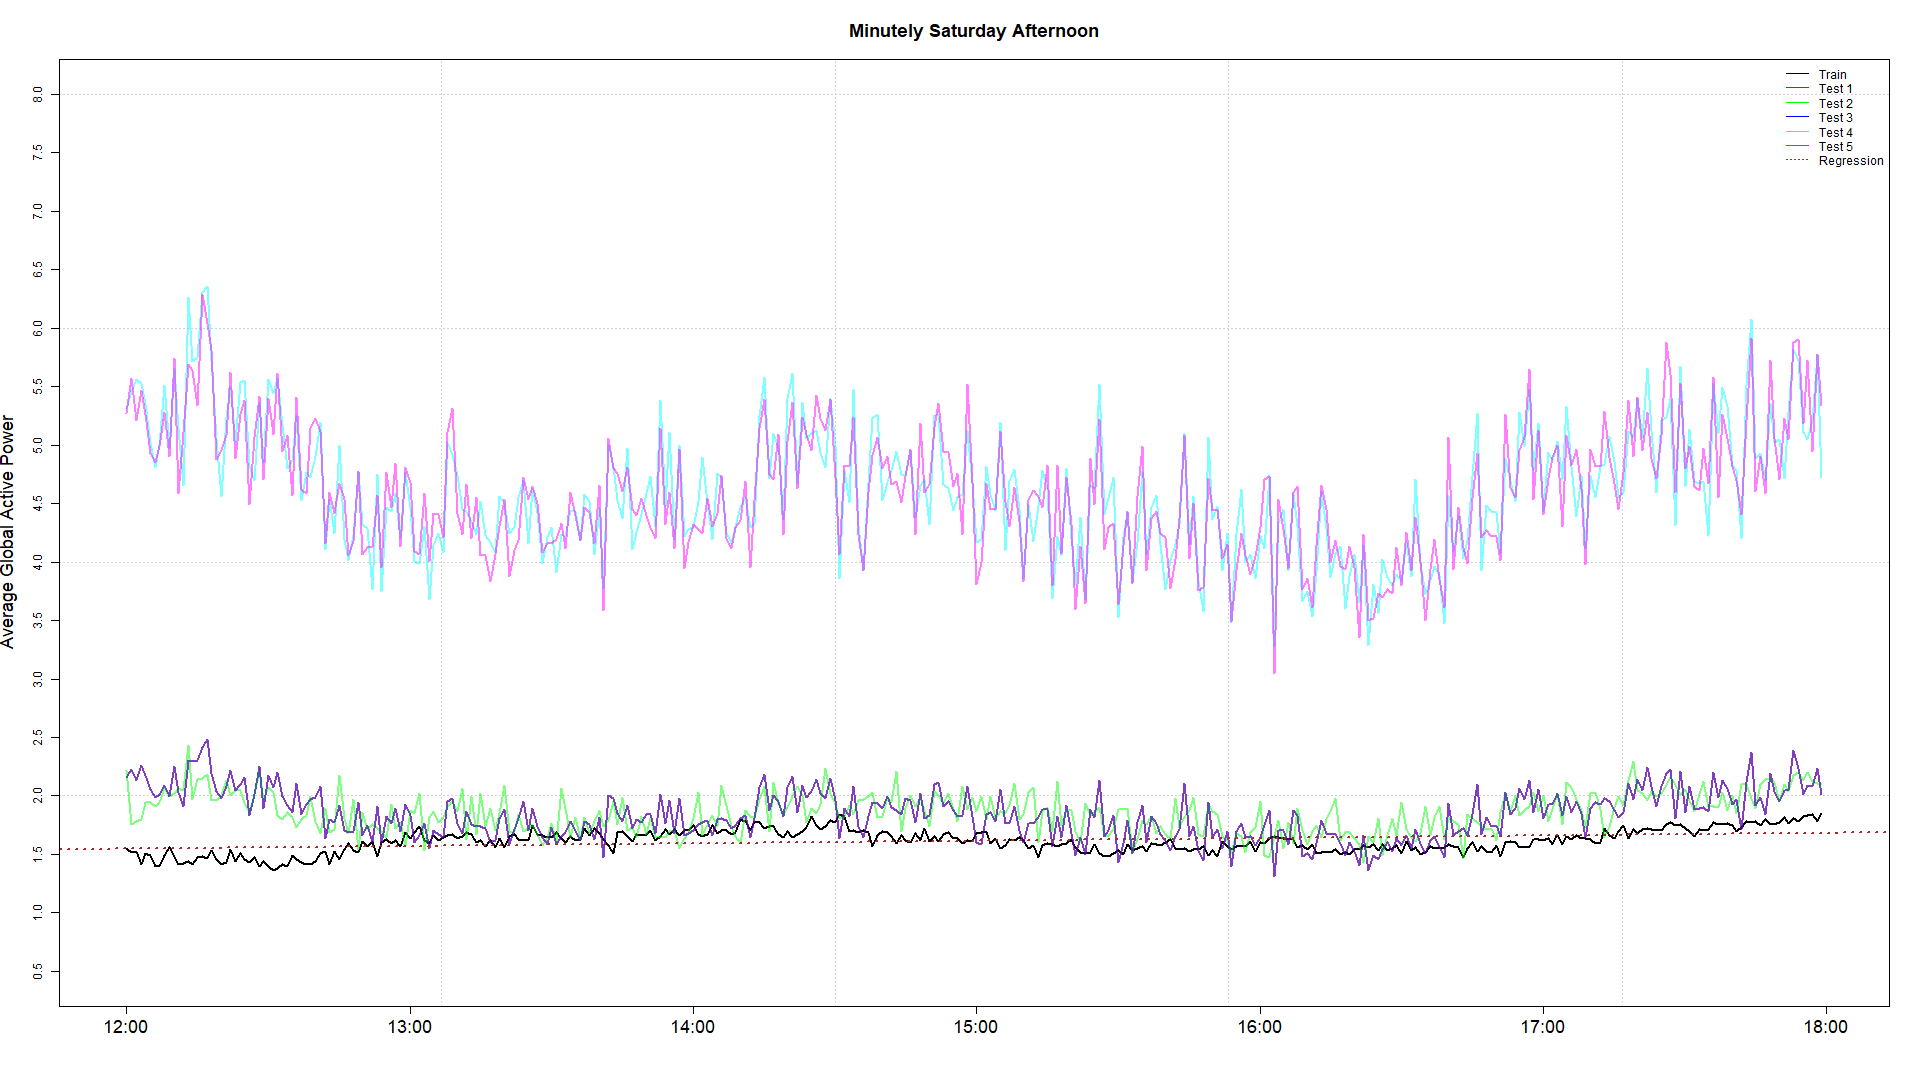 Minutely Saturday Afternoon
Train
Test 1
Test 2
Test 3
Test 4
Test 5
Regression
Average Global Active Power
8.0
7.5
7.0
6.5
6.0
5.5
5.0
4.5
4.0
3.5
3.0
2.5
2.0
1.5
1.0
0.5
12:00 13:00 14:00 15:00 16:00 17:00 18:00